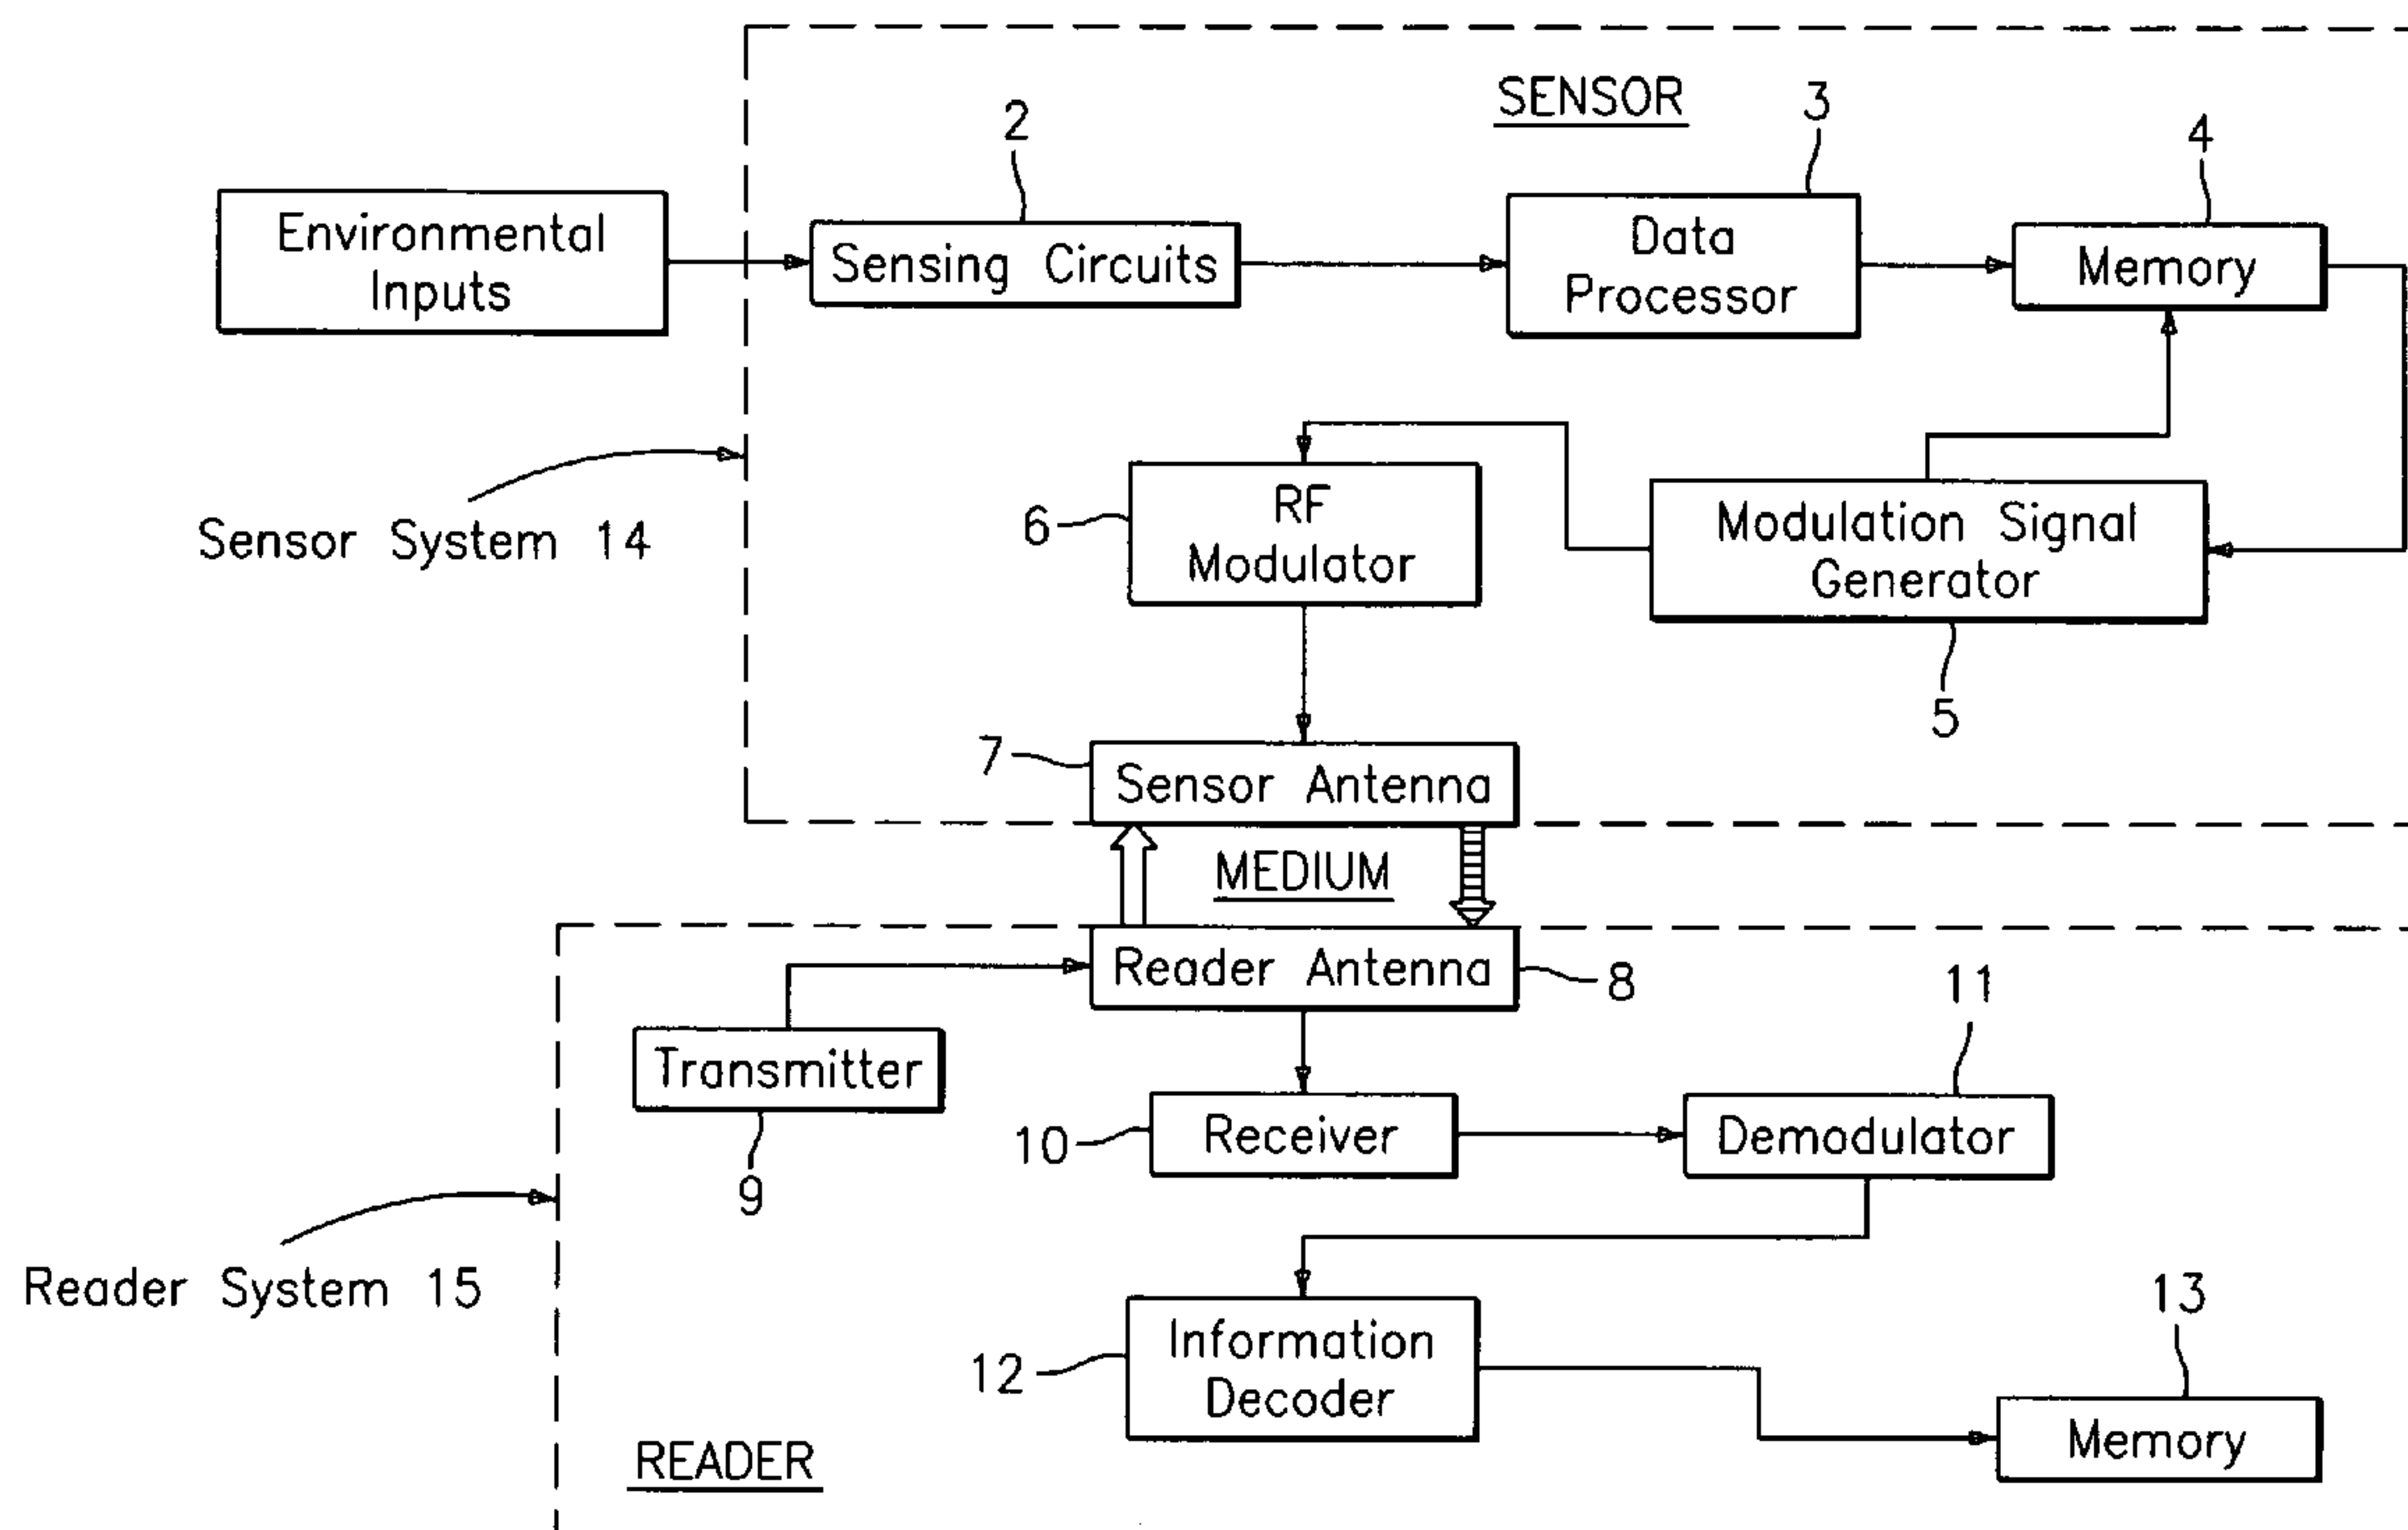 SENSOR
2
3
4
Environmental
Inputs
Sensing Circuits
Data
Processor
Memory
6
RF
Modulator
Modulation Signal
Generator
Sensor System 14
5
7
Sensor Antenna
MEDIUM
Reader Antenna
8
11
Transmitter
9
10
Receiver
Demodulator
Reader System 15
12
Information
Decoder
13
Memory
READER